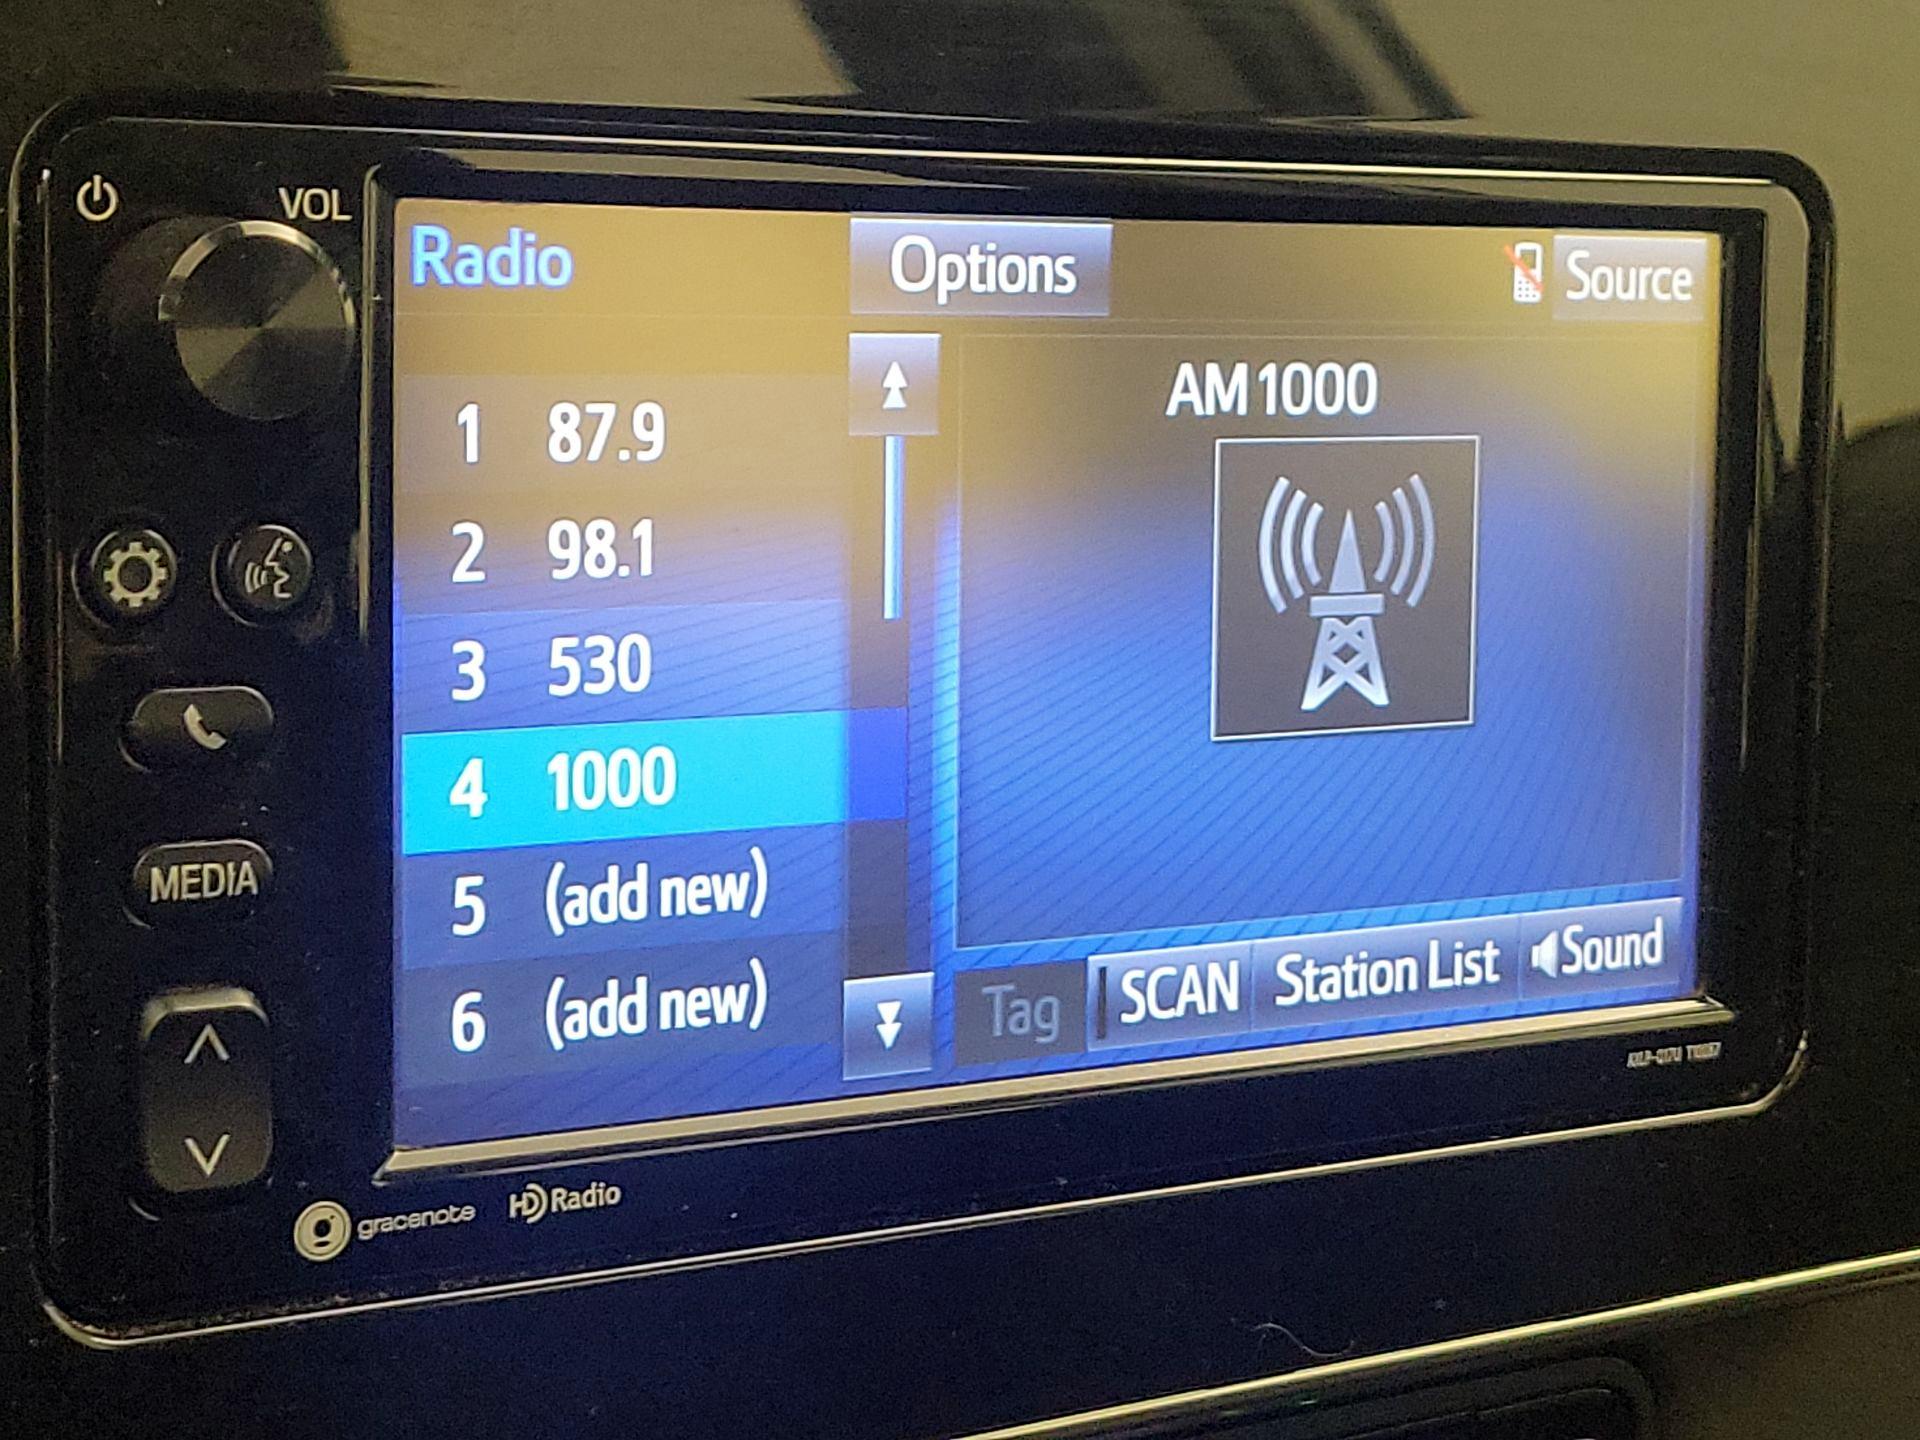 VOL
Radio
Options
Source
AM 1000
1 87.9
2 98.1
3 530
4 1000
5 (add new)
6 (add new)
MEDIA
Tag
SCAN
Station List
Sound
gracenote
HD Radio